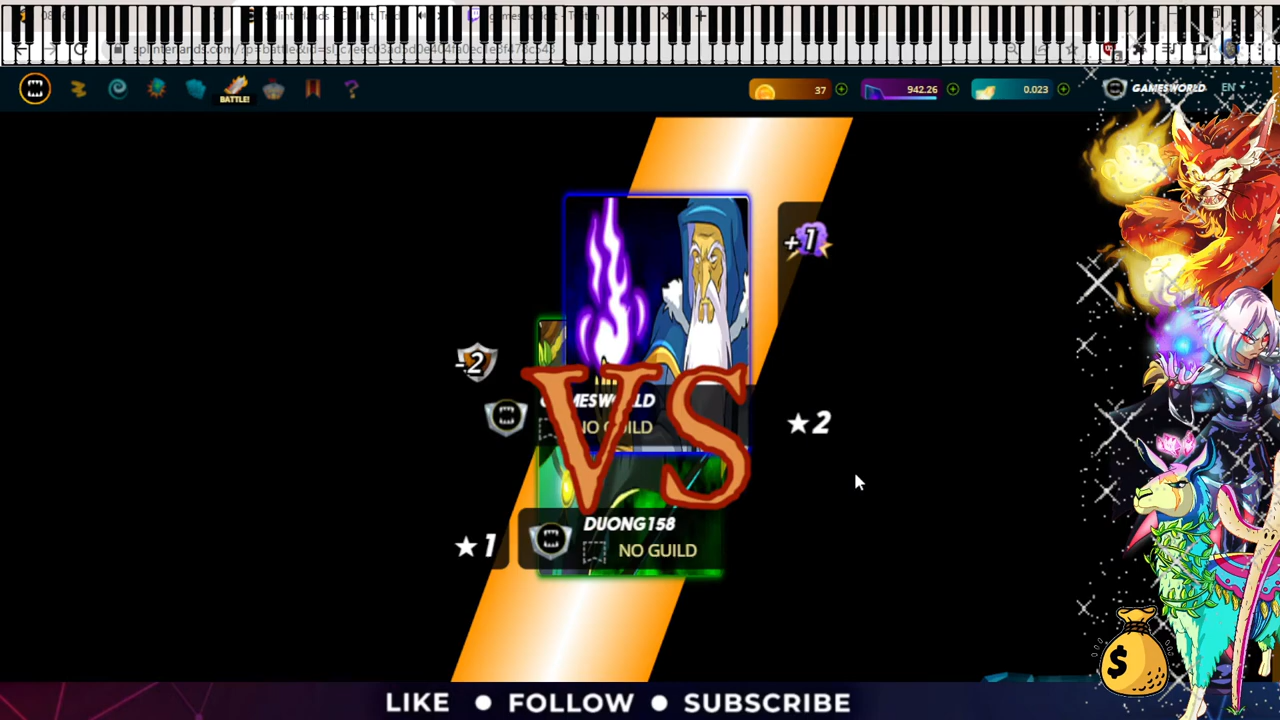 BATTLE!
37
942.26
0.023
GAMESWORLD
EN
+1
-2
NO GUILD
★2
VS
DUONG158
NO GUILD
★1
LIKE ● FOLLOW ● SUBSCRIBE